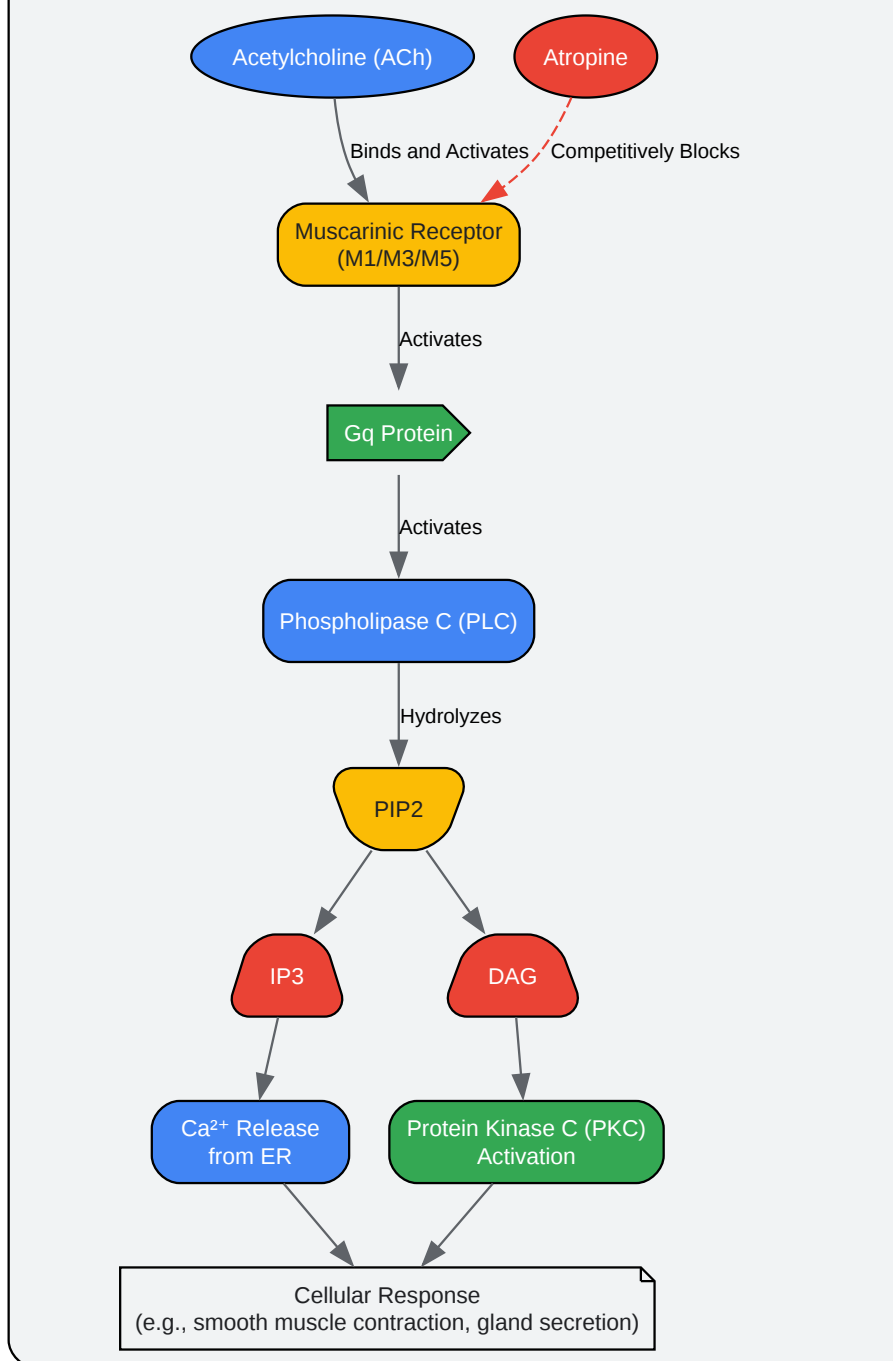 Acetylcholine (ACh)
Atropine
Binds and Activates
Competitively Blocks
Muscarinic Receptor
(M1/M3/M5)
Activates
Gq Protein
Activates
Phospholipase C (PLC)
Hydrolyzes
PIP2
IP3
DAG
Ca²⁺ Release
from ER
Protein Kinase C (PKC)
Activation
Cellular Response
(e.g., smooth muscle contraction, gland secretion)